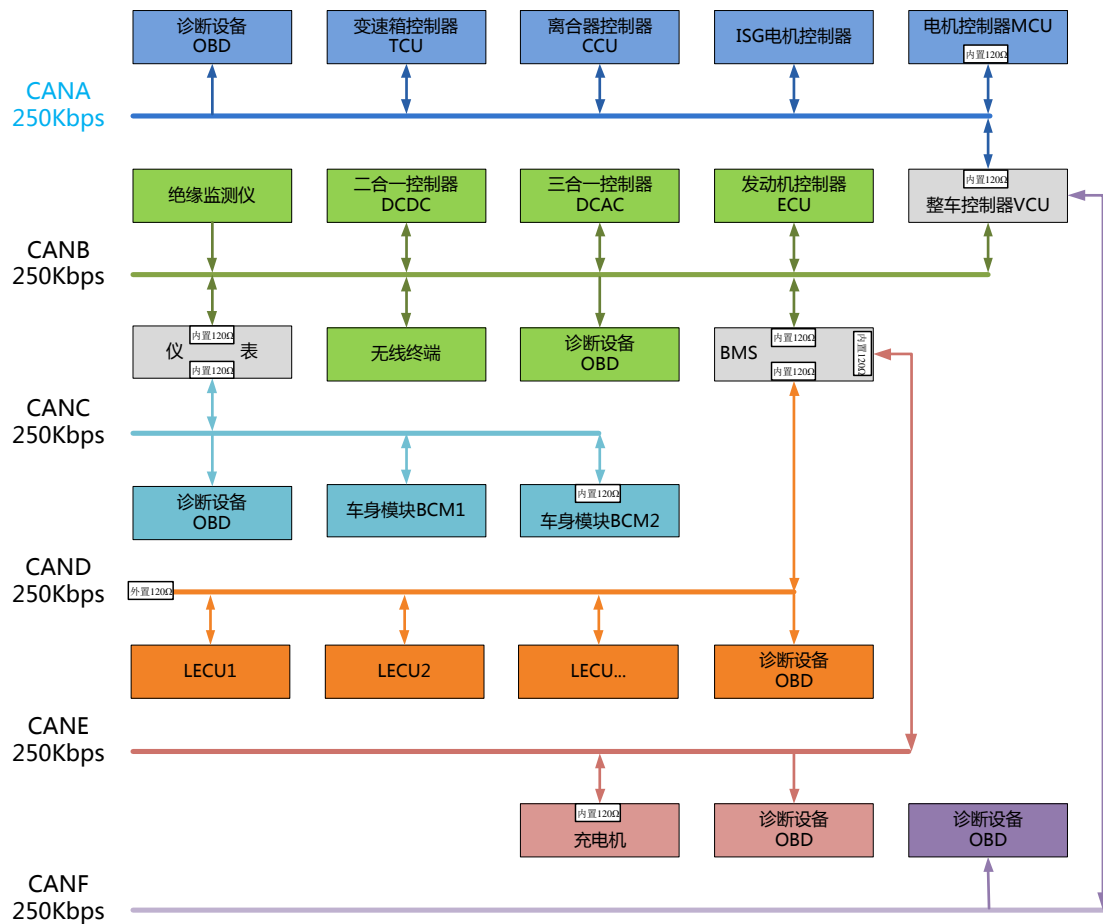 诊断设备
OBD
变速箱控制器
TCU
离合器控制器
CCU
ISG电机控制器
电机控制器MCU
内置120Ω
CANA
250Kbps
绝缘监测仪
二合一控制器
DCDC
三合一控制器
DCAC
发动机控制器
ECU
内置120Ω
整车控制器VCU
CANB
250Kbps
内置120Ω
仪 表
内置120Ω
无线终端
诊断设备
OBD
内置120Ω
BMS
内置120Ω
内置120Ω
CANC
250Kbps
诊断设备
OBD
车身模块BCM1
内置120Ω
车身模块BCM2
CAND
250Kbps
外置120Ω
LECU1
LECU2
LECU...
诊断设备
OBD
CANE
250Kbps
内置120Ω
充电机
诊断设备
OBD
诊断设备
OBD
CANF
250Kbps